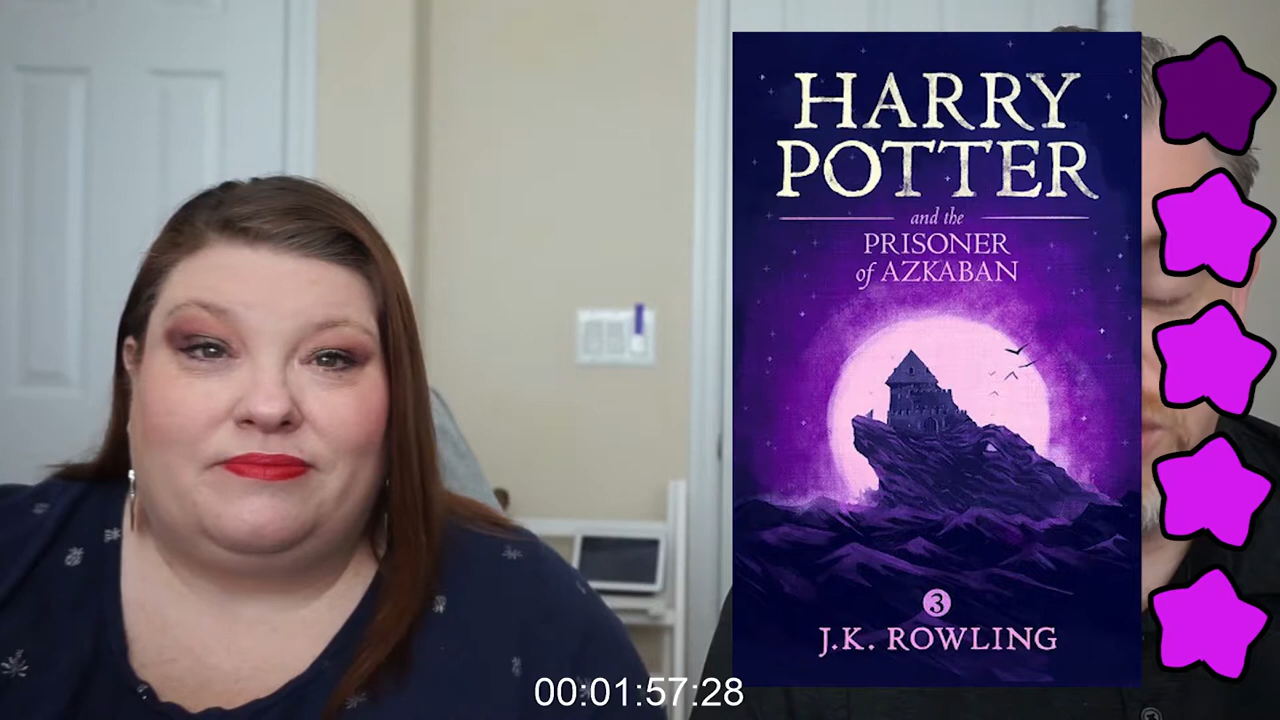 HARRY
POTTER
and the
PRISONER
of AZKABAN
3
J.K. ROWLING
00:01:57:28